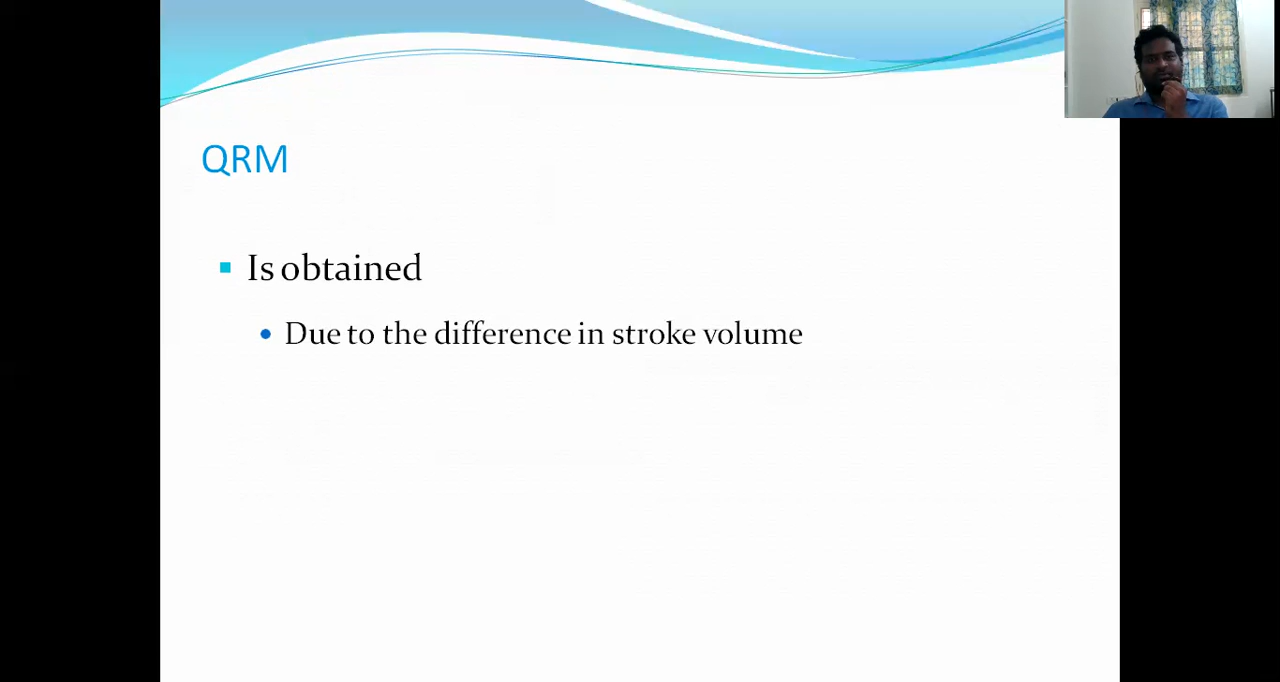 QRM
Is obtained
Due to the difference in stroke volume